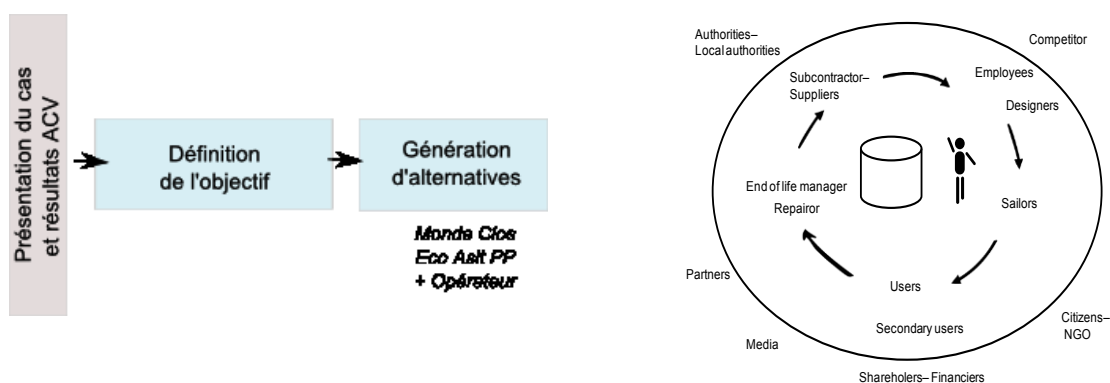 Présentation du cas
et résultats ACV
Définition
de l'objectif
Génération
d'alternatives
Monde Clos
Eco Asit PP
+ Opérateur
Authorities–
Local authorities
Competitor
Subcontractor–
Suppliers
Employees
Designers
End of life manager
Repairor
Sailors
Partners
Users
Secondary users
Citizens–
NGO
Media
Shareholers– Financiers